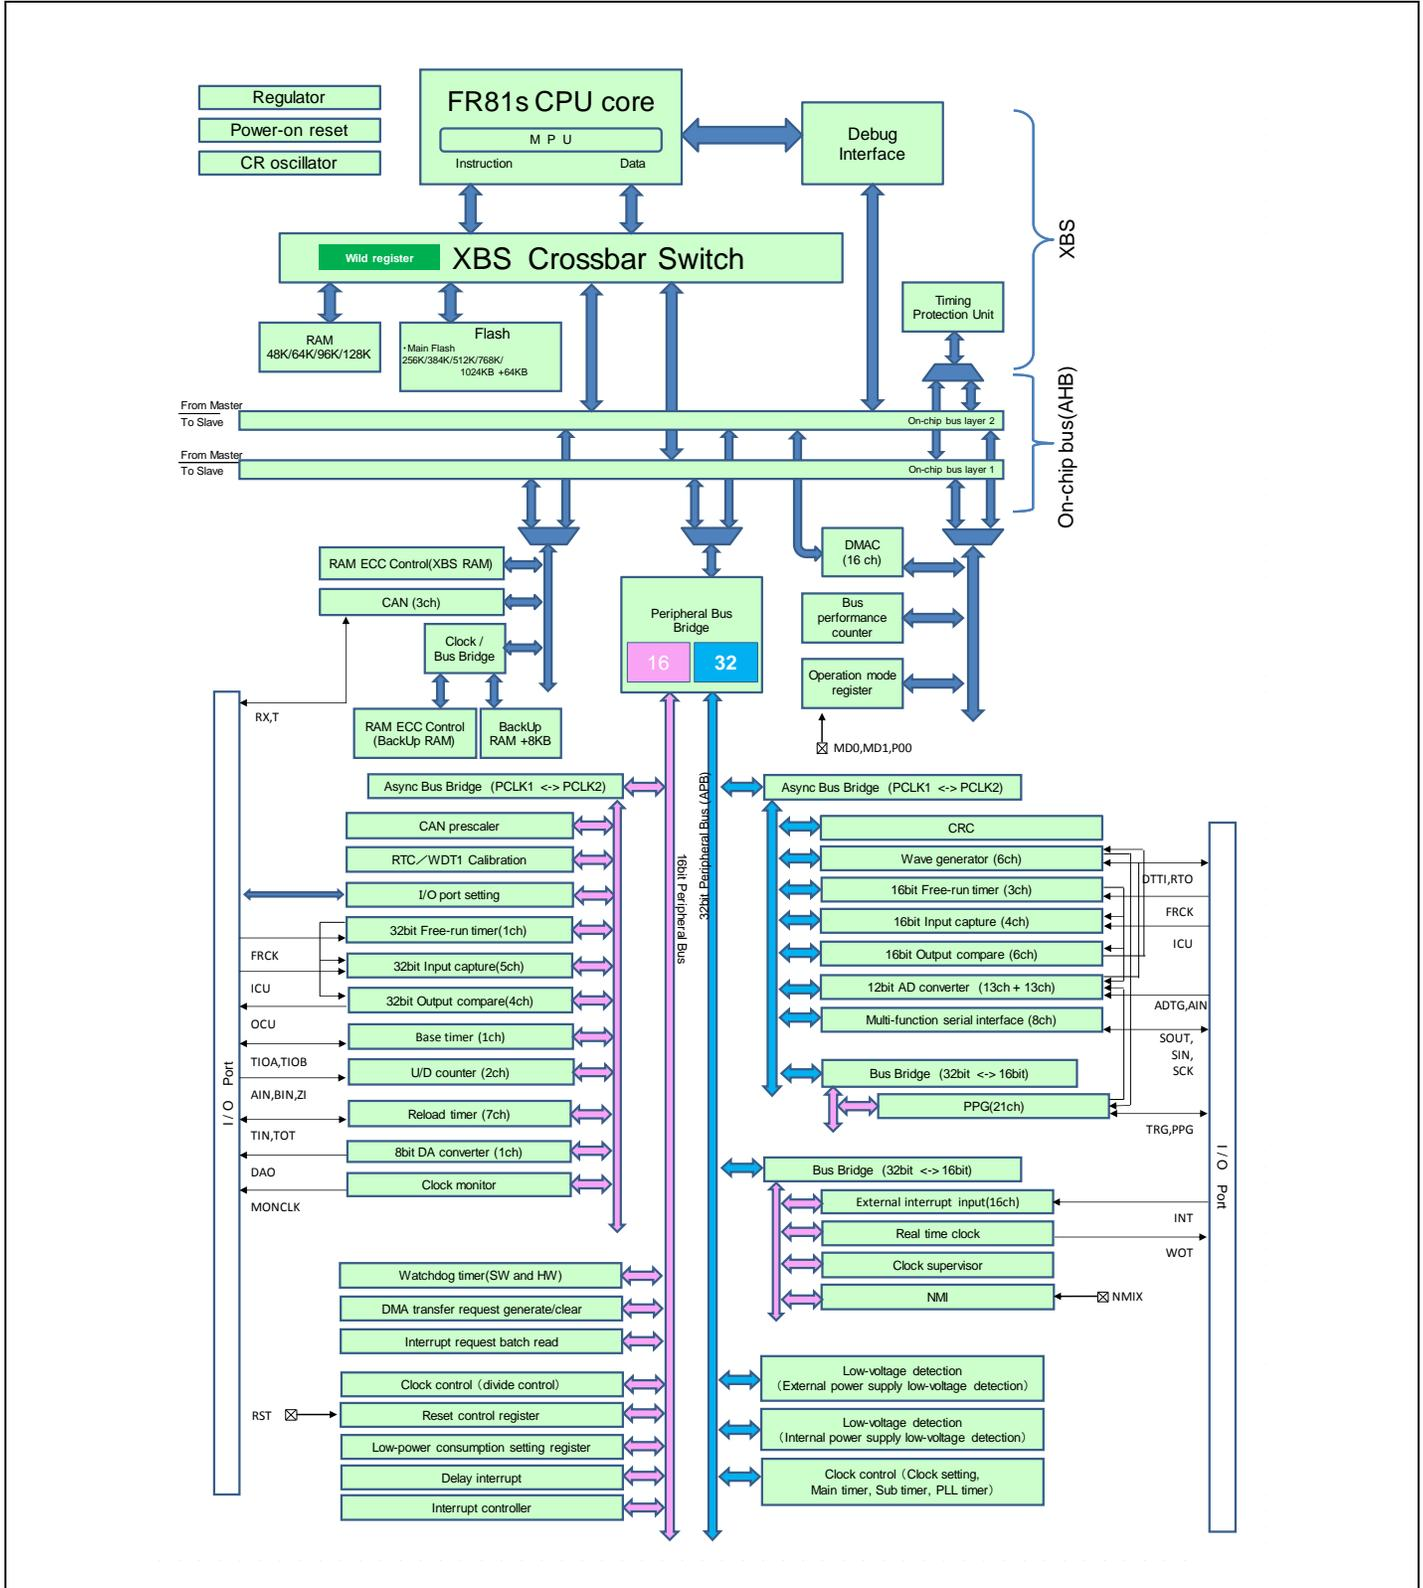 FR81s CPU core
M P U
Instruction
Data
Regulator
Power-on reset
CR oscillator
Debug
Interface
XBS
Wild register
XBS Crossbar Switch
Timing
Protection Unit
RAM
48K/64K/96K/128K
Flash
・Main Flash
256K/384K/512K/768K/
1024KB +64KB
On-chip bus(AHB)
From Master
To Slave
On-chip bus layer 2
From Master
To Slave
On-chip bus layer 1
RAM ECC Control(XBS RAM)
CAN (3ch)
Clock /
Bus Bridge
RAM ECC Control
(BackUp RAM)
BackUp
RAM +8KB
RX,T
Peripheral Bus
Bridge
16
32
DMAC
(16 ch)
Bus
performance
counter
Operation mode
register
MD0,MD1,P00
16bit Peripheral Bus
32bit Peripheral Bus (APB)
Async Bus Bridge (PCLK1 <-> PCLK2)
CAN prescaler
RTC／WDT1 Calibration
I/O port setting
32bit Free-run timer(1ch)
FRCK
32bit Input capture(5ch)
ICU
32bit Output compare(4ch)
OCU
Base timer (1ch)
TIOA,TIOB
U/D counter (2ch)
AIN,BIN,ZI
Reload timer (7ch)
TIN,TOT
8bit DA converter (1ch)
DAO
Clock monitor
MONCLK
I/O Port
Watchdog timer(SW and HW)
DMA transfer request generate/clear
Interrupt request batch read
Clock control（divide control）
RST
Reset control register
Low-power consumption setting register
Delay interrupt
Interrupt controller
Async Bus Bridge (PCLK1 <-> PCLK2)
CRC
Wave generator (6ch)
DTTI,RTO
16bit Free-run timer (3ch)
FRCK
16bit Input capture (4ch)
ICU
16bit Output compare (6ch)
12bit AD converter (13ch + 13ch)
ADTG,AIN
Multi-function serial interface (8ch)
SOUT,
SIN,
SCK
Bus Bridge (32bit <-> 16bit)
PPG(21ch)
TRG,PPG
I/O Port
Bus Bridge (32bit <-> 16bit)
External interrupt input(16ch)
INT
Real time clock
WOT
Clock supervisor
NMI
NMIX
Low-voltage detection
（External power supply low-voltage detection）
Low-voltage detection
（Internal power supply low-voltage detection）
Clock control（Clock setting,
Main timer, Sub timer, PLL timer）